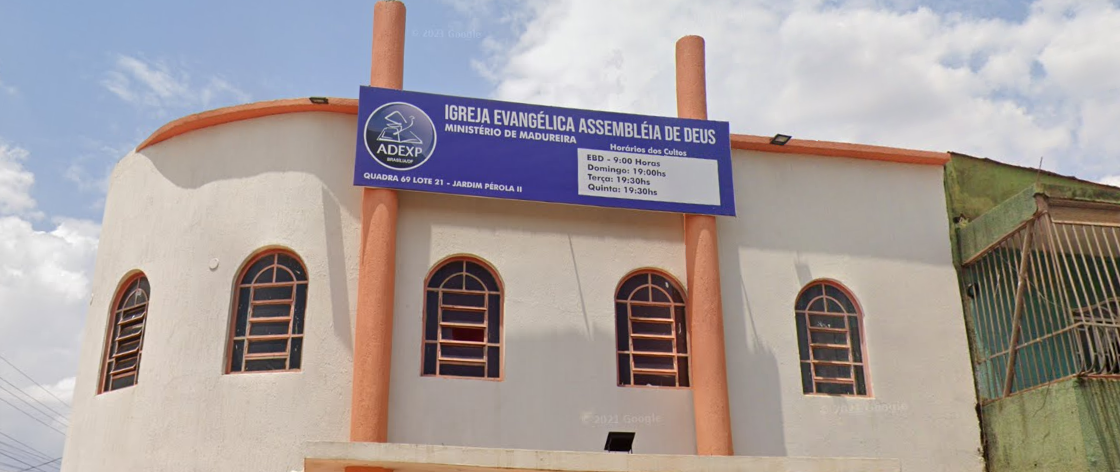 © 2021 Google
IGREJA EVANGÉLICA ASSEMBLÉIA DE DEUS
MINISTÉRIO DE MADUREIRA
ADEXP
BRASÍLIA/DF
Horários dos Cultos
EBD - 9:00 Horas
Domingo: 19:00hs
Terça: 19:30hs
Quinta: 19:30hs
QUADRA 69 LOTE 21 - JARDIM PÉROLA II
© 2021 Google
© 2021 Google